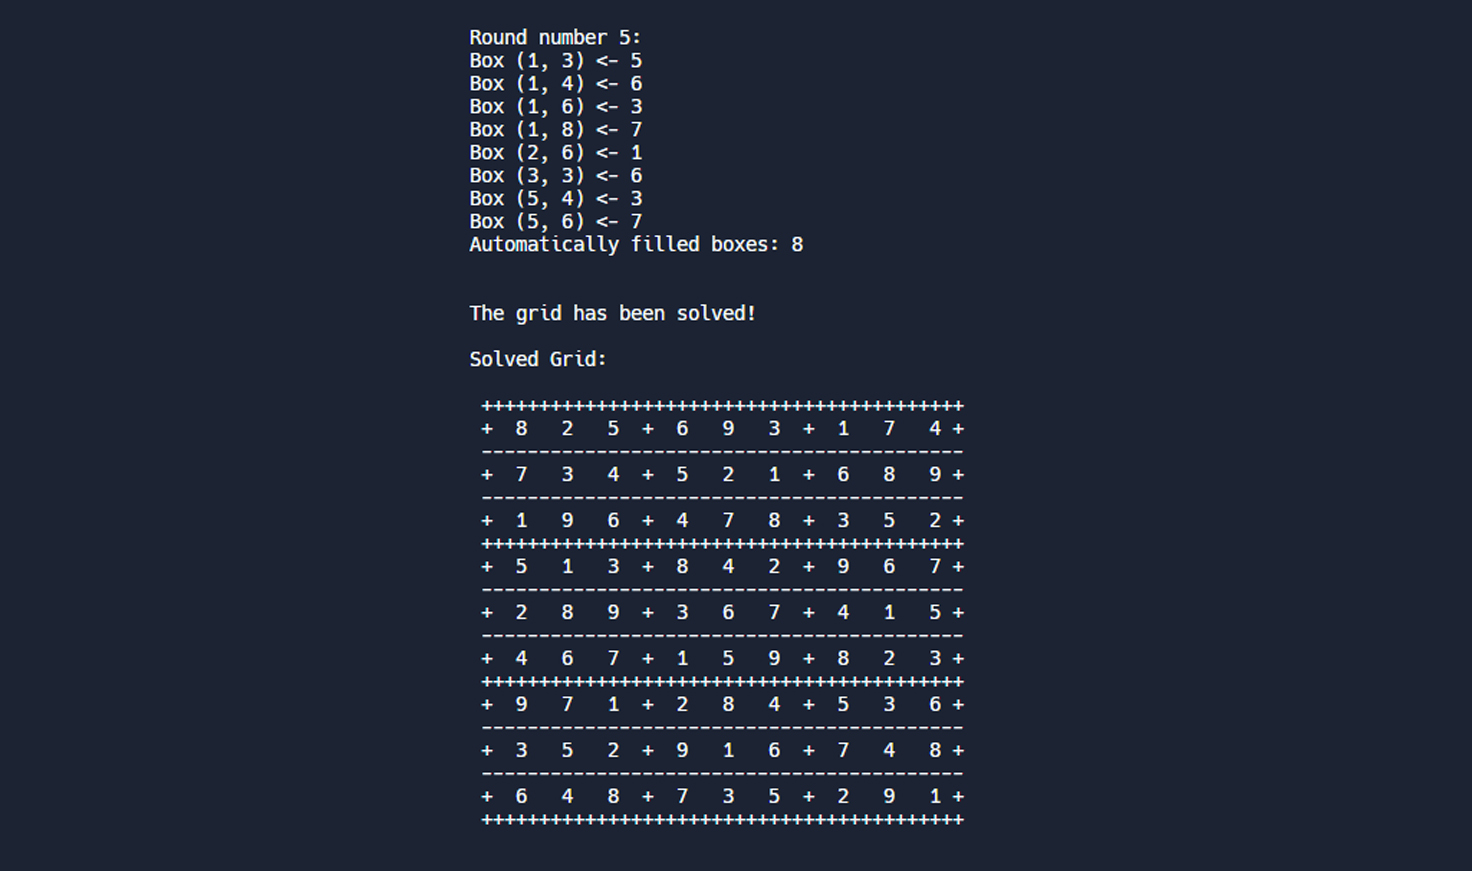 Round number 5:
Box (1, 3) <- 5
Box (1, 4) <- 6
Box (1, 6) <- 3
Box (1, 8) <- 7
Box (2, 6) <- 1
Box (3, 3) <- 6
Box (5, 4) <- 3
Box (5, 6) <- 7
Automatically filled boxes: 8
The grid has been solved!
Solved Grid:
++++++++++++++++++++++++++++++++++++++++++
+  8   2   5  +  6   9   3  +  1   7   4 +
------------------------------------------
+  7   3   4  +  5   2   1  +  6   8   9 +
------------------------------------------
+  1   9   6  +  4   7   8  +  3   5   2 +
++++++++++++++++++++++++++++++++++++++++++
+  5   1   3  +  8   4   2  +  9   6   7 +
------------------------------------------
+  2   8   9  +  3   6   7  +  4   1   5 +
------------------------------------------
+  4   6   7  +  1   5   9  +  8   2   3 +
++++++++++++++++++++++++++++++++++++++++++
+  9   7   1  +  2   8   4  +  5   3   6 +
------------------------------------------
+  3   5   2  +  9   1   6  +  7   4   8 +
------------------------------------------
+  6   4   8  +  7   3   5  +  2   9   1 +
++++++++++++++++++++++++++++++++++++++++++